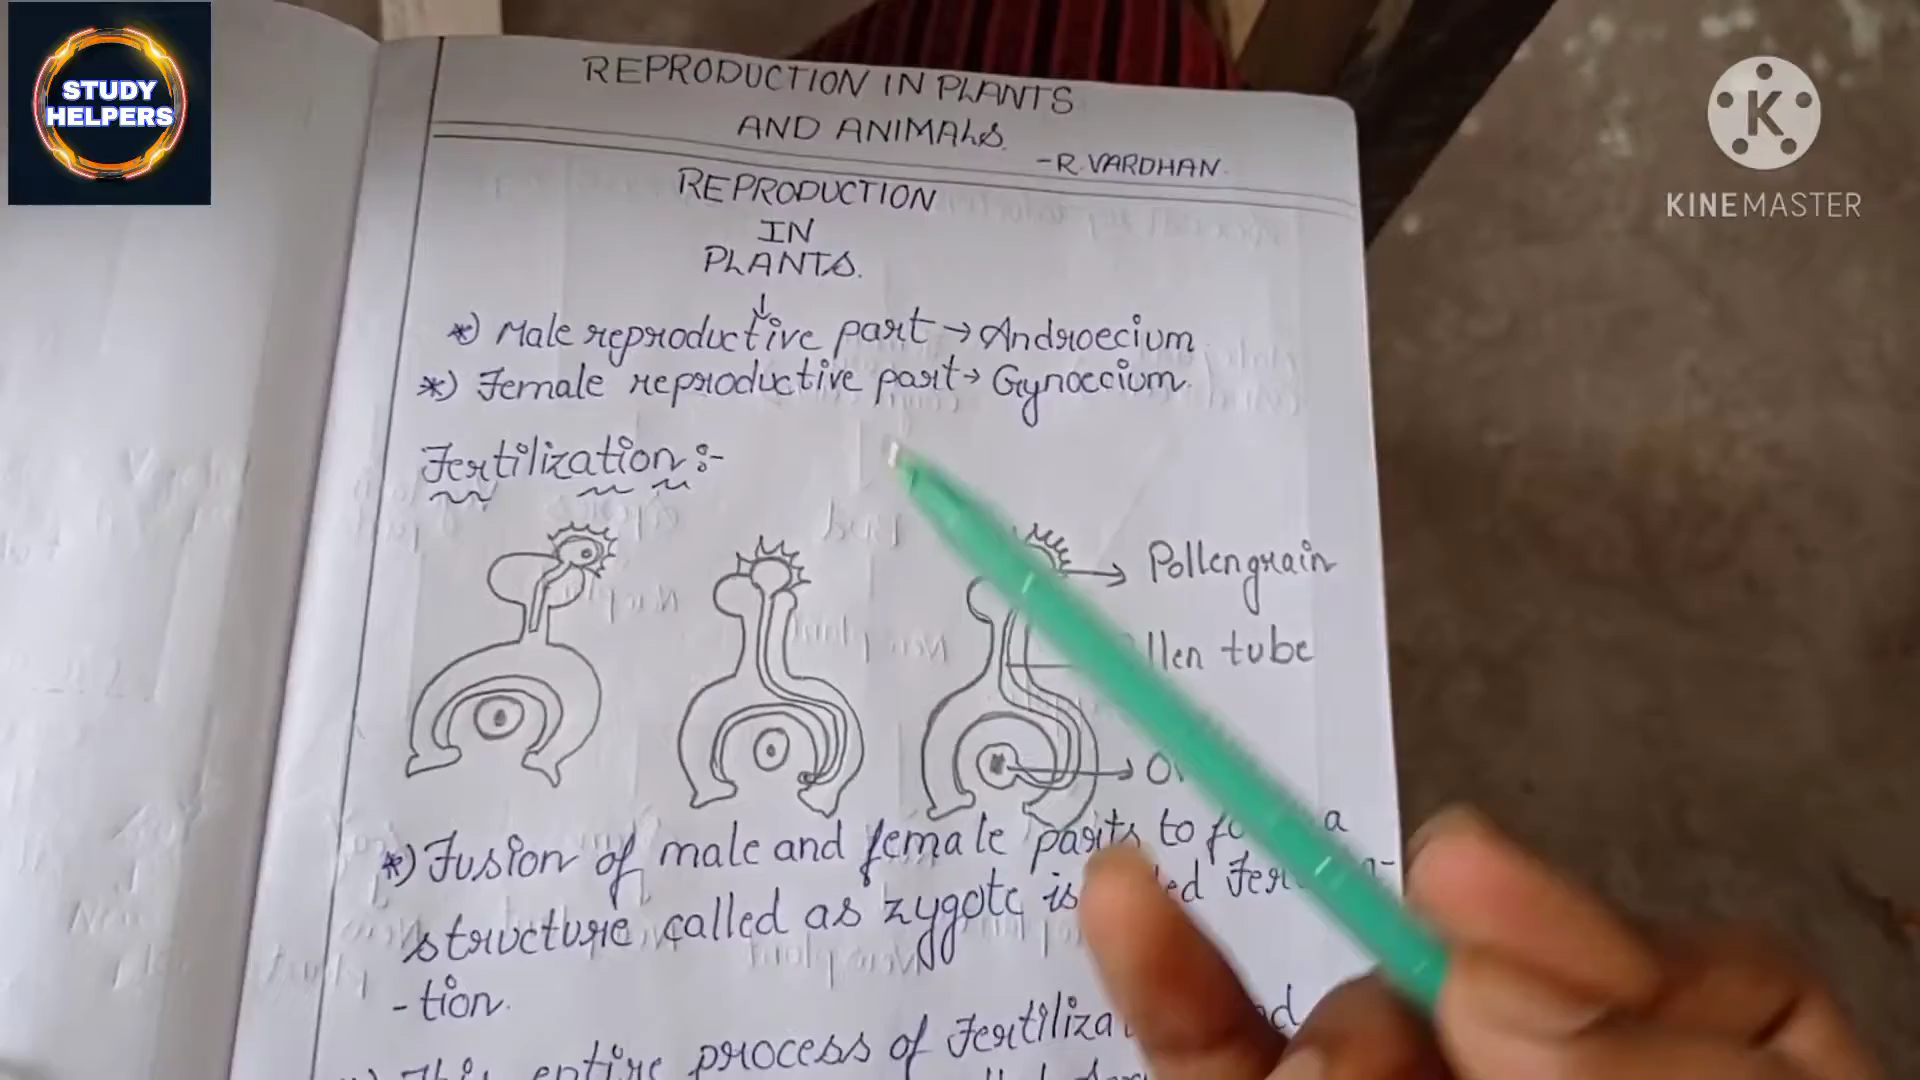 STUDY
HELPERS
K
KINEMASTER
REPRODUCTION IN PLANTS
AND ANIMALS.
-R.VARDHAN.
REPRODUCTION
IN
PLANTS.
↓
*) Male reproductive part → Androecium
*) Female reproductive part → Gynoecium.
Fertilization :-
Pollengrain
tube
*) Fusion of male and female parts to a
structure called as zygote is
-tion.
This entire process of